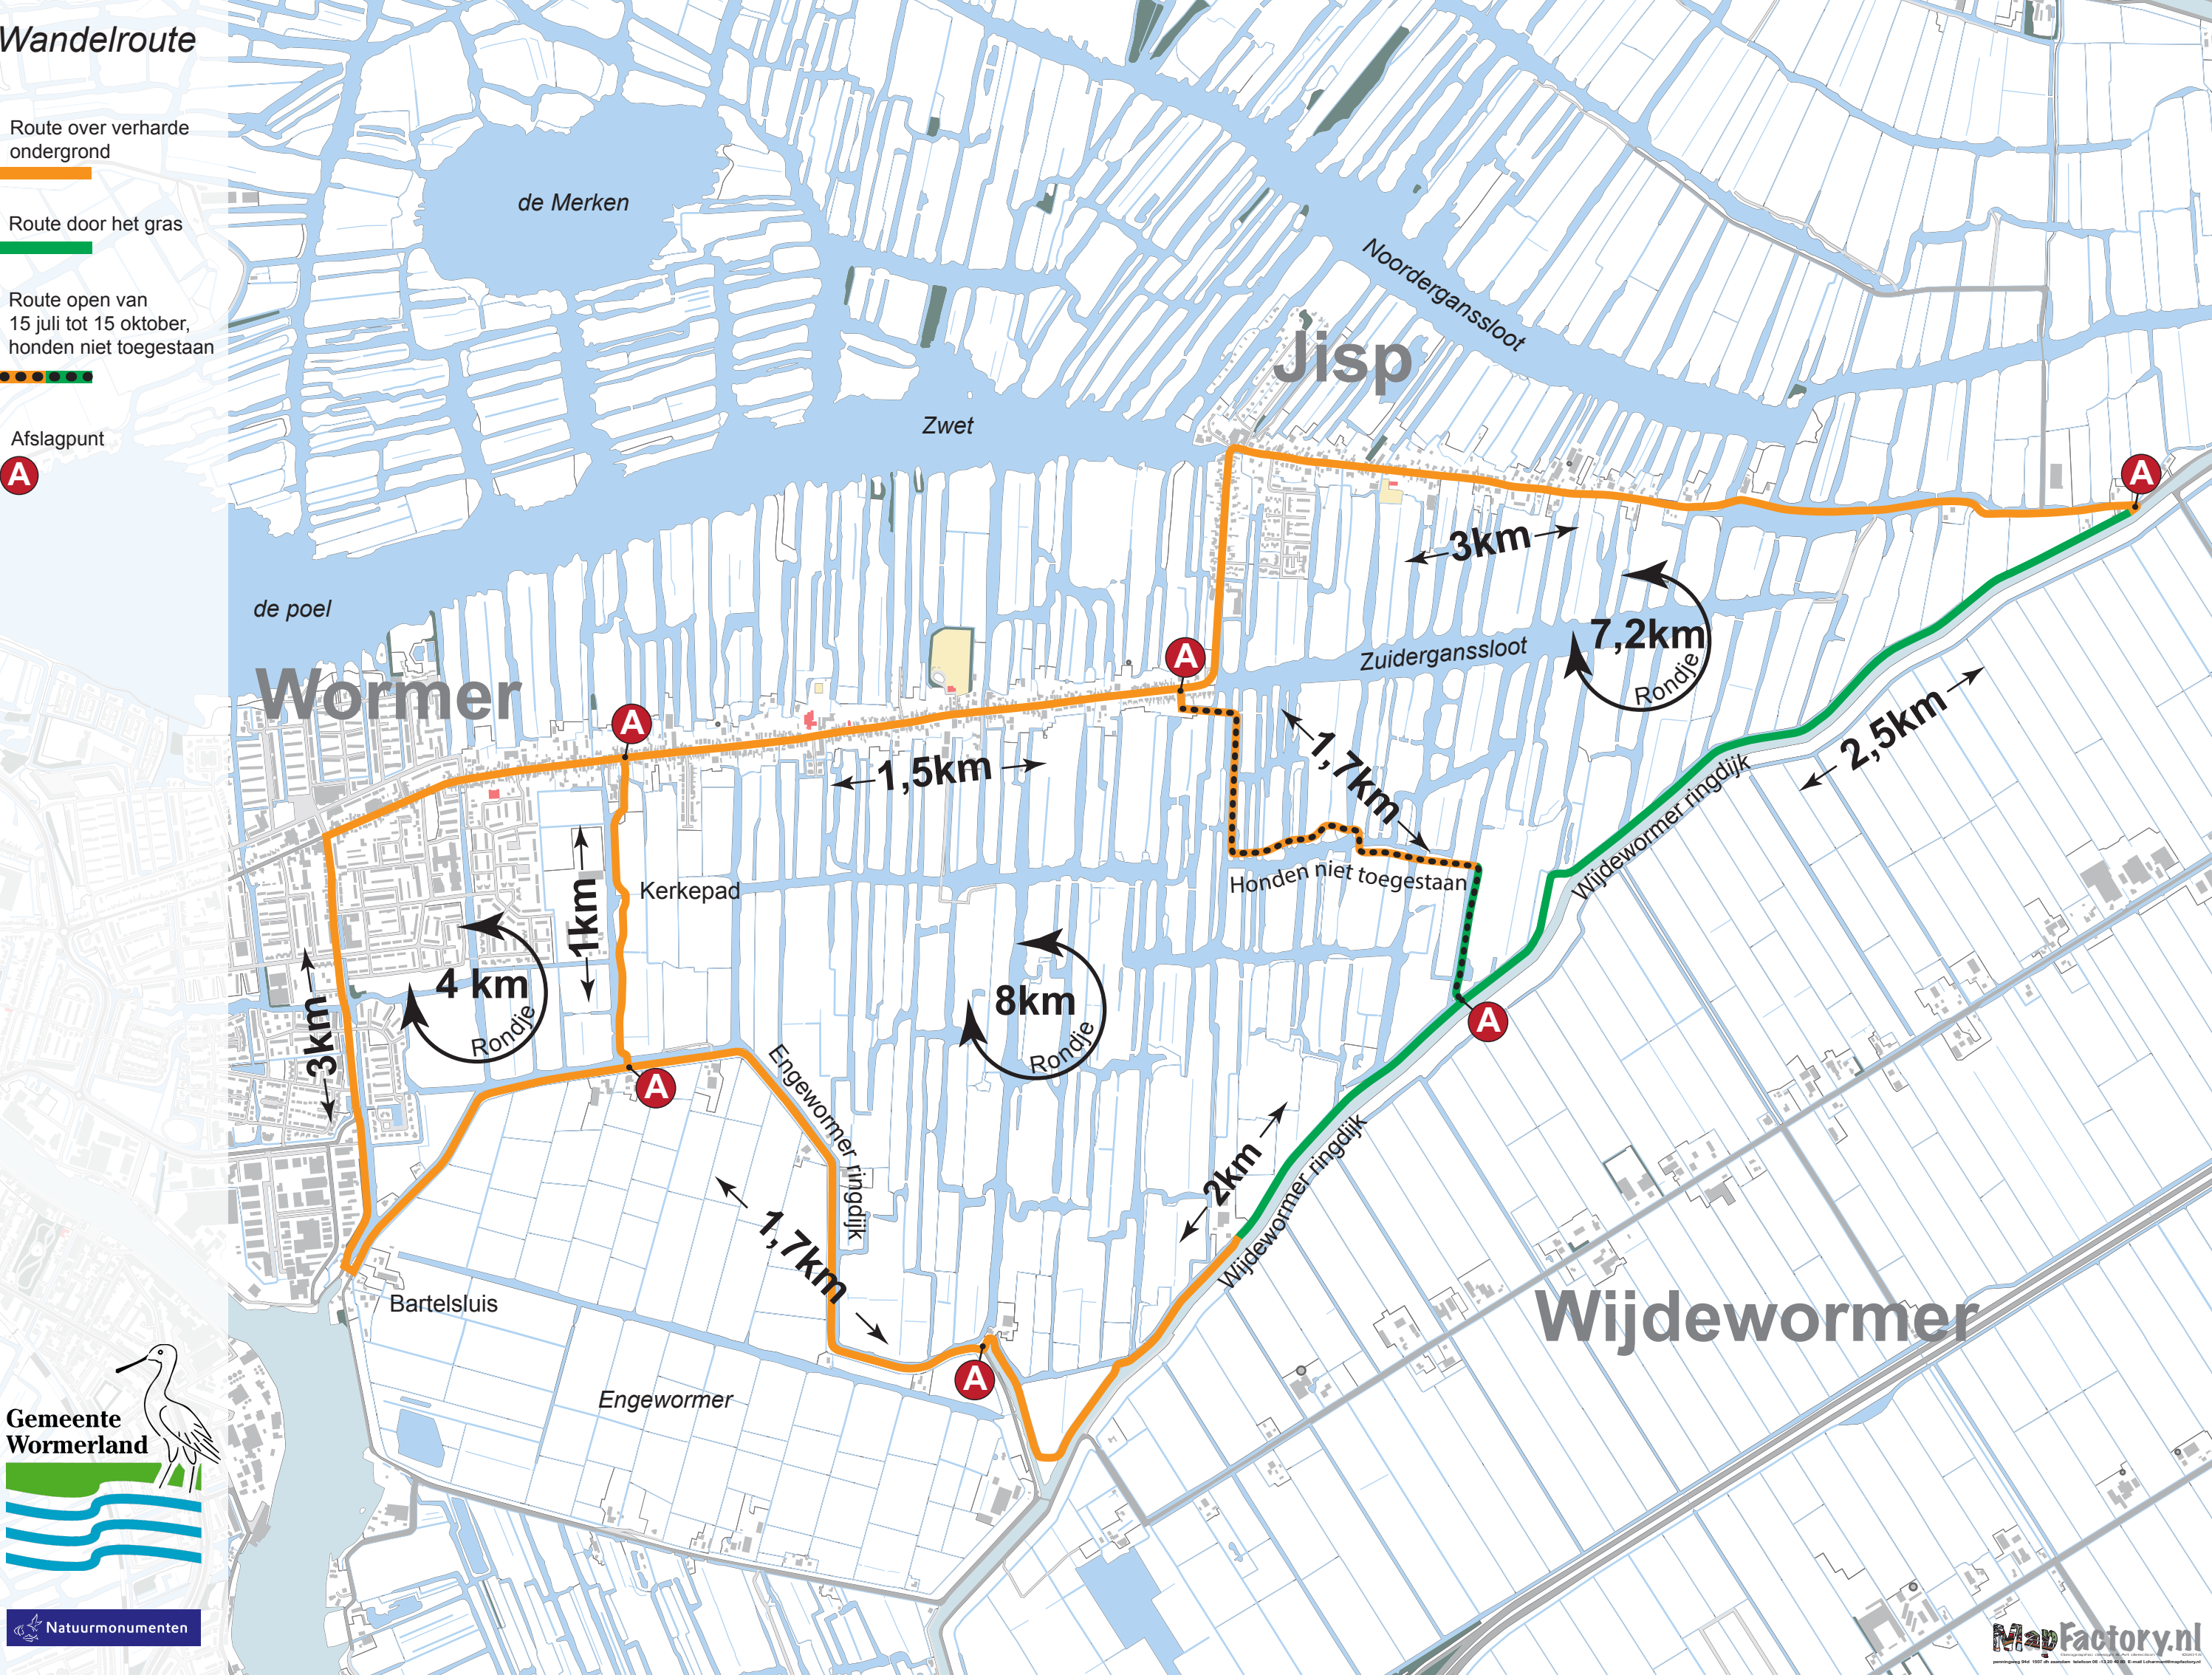 Wandelroute
Route over verharde
ondergrond
Route door het gras
Route open van
15 juli tot 15 oktober,
honden niet toegestaan
Afslagpunt
A
de Merken
Noorderganssloot
Jisp
Zwet
A
3km
de poel
7,2km
Rondje
Zuiderganssloot
A
Wormer
A
2,5km
1,5km
1,7km
Wijdewormer ringdijk
Honden niet toegestaan
Kerkepad
1km
4 km
Rondje
8km
Rondje
3km
A
A
Engewormer ringdijk
2km
Wijdewormer ringdijk
1,7km
Bartelsluis
Wijdewormer
A
Engewormer
Gemeente
Wormerland
Natuurmonumenten
MapFactory.nl